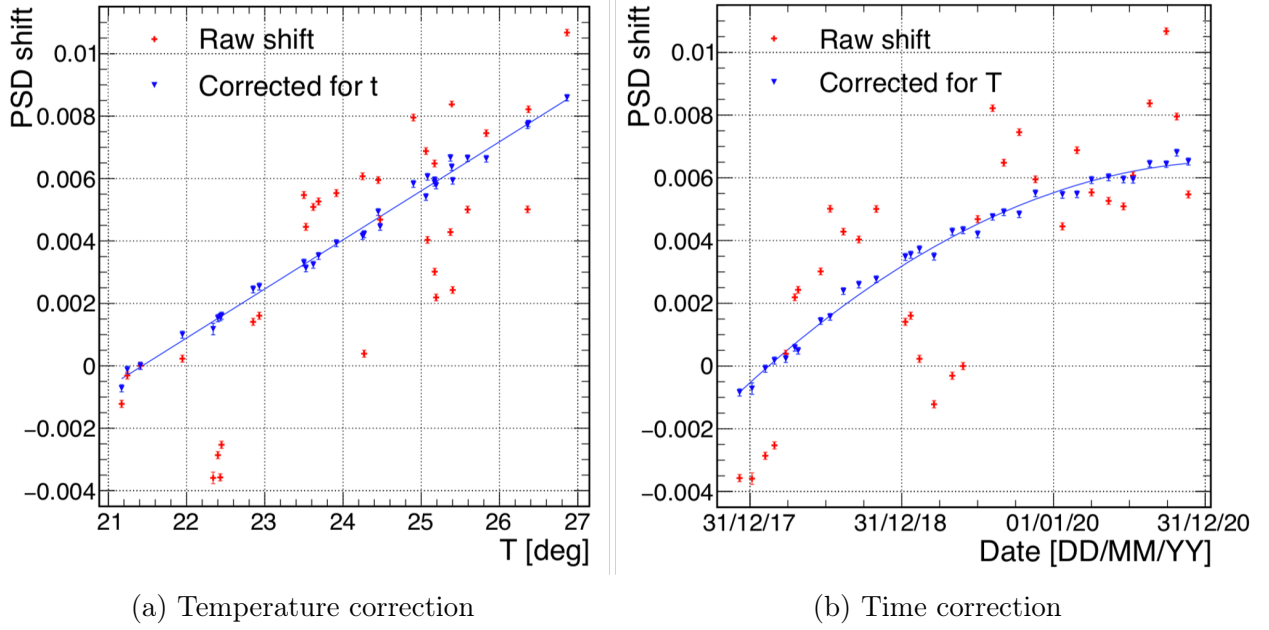 PSD shift
0.01
0.008
0.006
0.004
0.002
0
−0.002
−0.004
Raw shift
Corrected for t
21 22 23 24 25 26 27
T [deg]
(a) Temperature correction
PSD shift
0.01
0.008
0.006
0.004
0.002
0
−0.002
−0.004
Raw shift
Corrected for T
31/12/17 31/12/18 01/01/20 31/12/20
Date [DD/MM/YY]
(b) Time correction